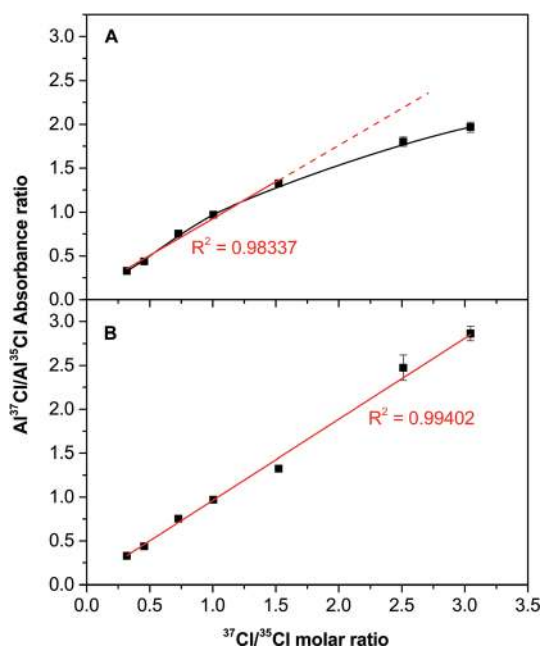 A
3.0
2.5
2.0
1.5
1.0
0.5
0.0
R² = 0.98337
Al³⁷Cl/Al³⁵Cl Absorbance ratio
B
3.0
2.5
2.0
1.5
1.0
0.5
0.0
R² = 0.99402
0.0 0.5 1.0 1.5 2.0 2.5 3.0 3.5
³⁷Cl/³⁵Cl molar ratio